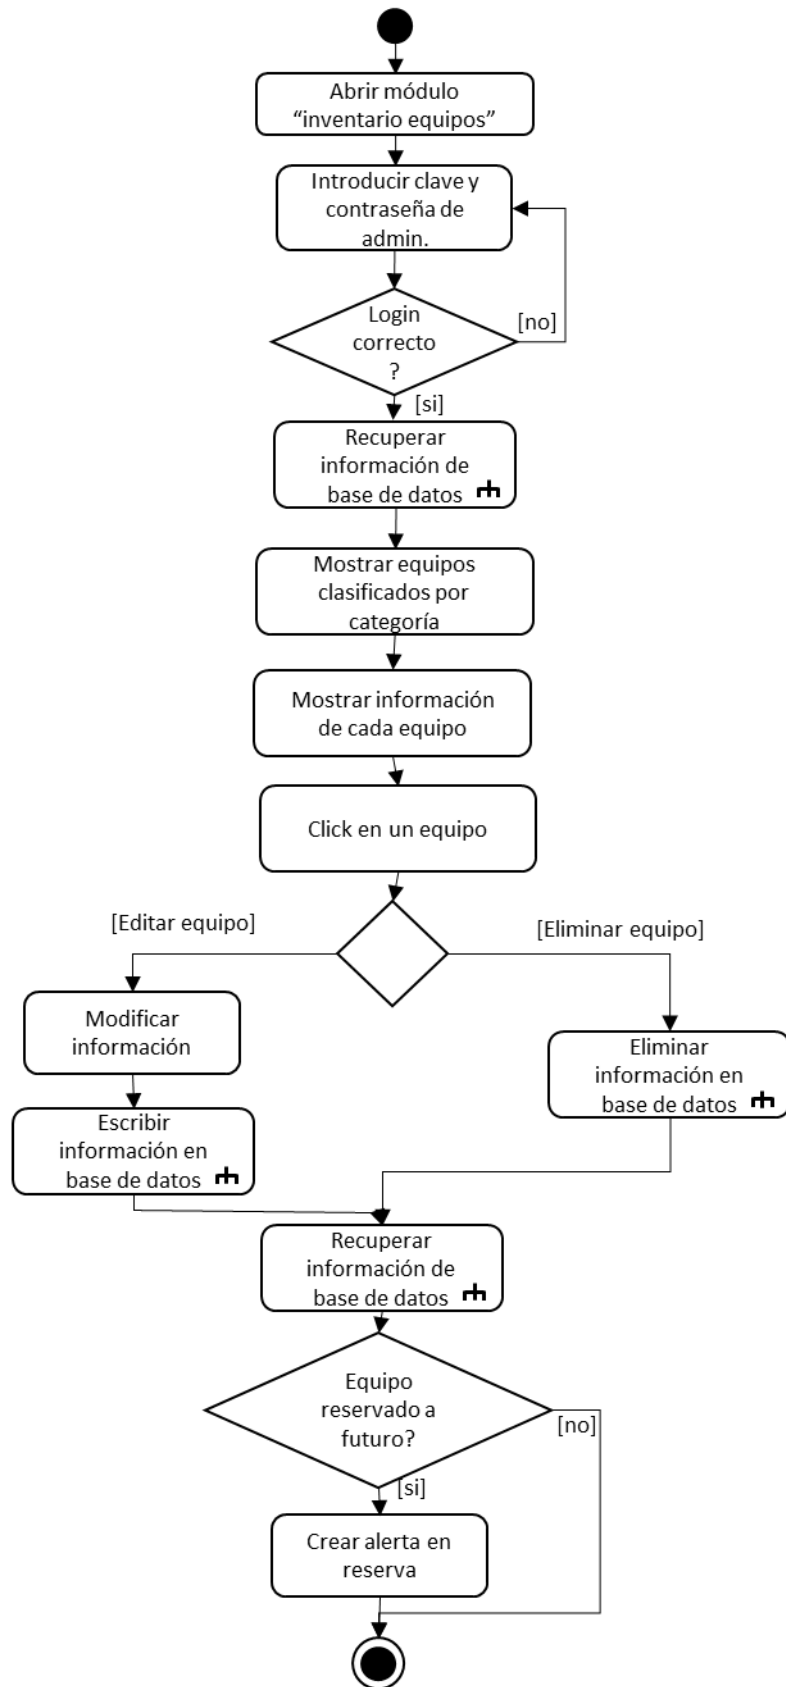 Abrir módulo
“inventario equipos”
Introducir clave y
contraseña de
admin.
Login
correcto
?
[no]
[si]
Recuperar
información de
base de datos
Mostrar equipos
clasificados por
categoría
Mostrar información
de cada equipo
Click en un equipo
[Editar equipo]
[Eliminar equipo]
Modificar
información
Eliminar
información en
base de datos
Escribir
información en
base de datos
Recuperar
información de
base de datos
Equipo
reservado a
futuro?
[no]
[si]
Crear alerta en
reserva